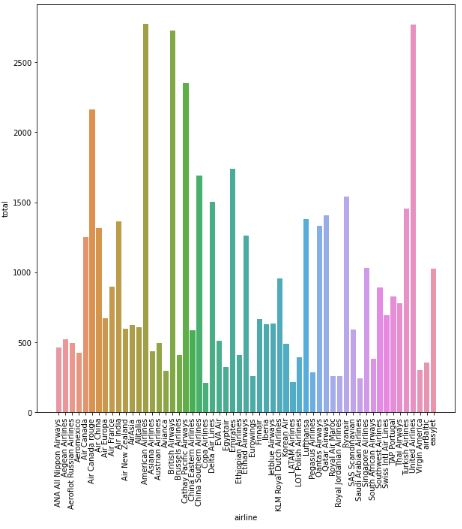 2500
2000
1500
1000
500
0
total
ANA All Nippon Airways
Aegean Airlines
Aeroflot Russian Airlines
Aeromexico
Air Canada
Air Canada rouge
Air China
Air Europa
Air France
Air India
Air New Zealand
AirAsia
Alitalia
American Airlines
Asiana Airlines
Austrian Airlines
Avianca
British Airways
Brussels Airlines
Cathay Pacific Airways
China Eastern Airlines
China Southern Airlines
Copa Airlines
Delta Air Lines
EVA Air
Egyptair
Emirates
Ethiopian Airlines
Etihad Airways
Eurowings
Finnair
Iberia
Jetblue Airways
KLM Royal Dutch Airlines
Korean Air
LATAM Airlines
LOT Polish Airlines
Lufthansa
Pegasus Airlines
Qantas Airways
Qatar Airways
Royal Air Maroc
Royal Jordanian Airlines
Ryanair
SAS Scandinavian
Saudi Arabian Airlines
Singapore Airlines
South African Airways
Southwest Airlines
Swiss Intl Air Lines
TAP Portugal
Thai Airways
Turkish Airlines
United Airlines
Virgin America
airBaltic
easyJet
airline